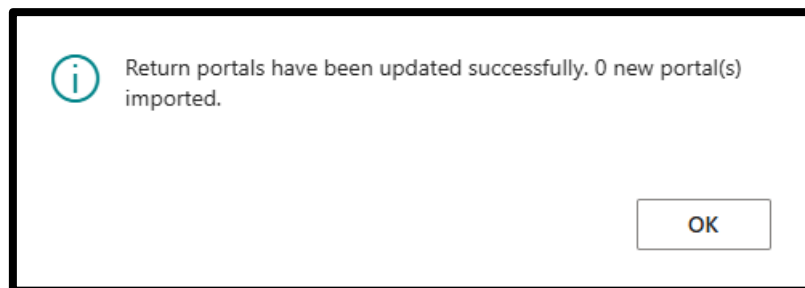 Return portals have been updated successfully. 0 new portal(s)
imported.
OK